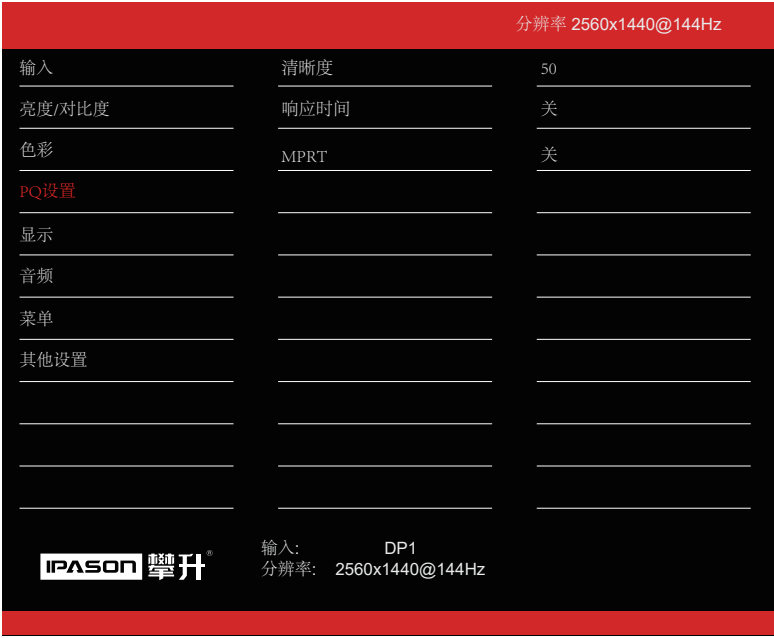 分辨率 2560x1440@144Hz
输入 清晰度 50
亮度/对比度 响应时间 关
色彩 MPRT 关
PQ设置
显示
音频
菜单
其他设置
IPASON 攀升®
输入: DP1
分辨率: 2560x1440@144Hz